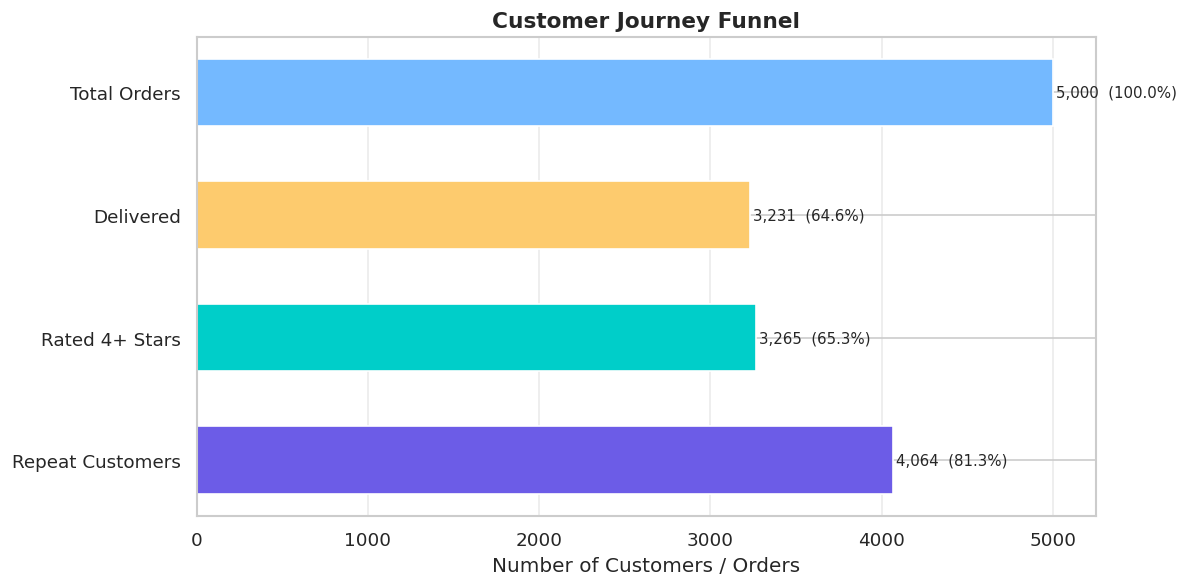 Customer Journey Funnel
Total Orders
5,000  (100.0%)
Delivered
3,231  (64.6%)
Rated 4+ Stars
3,265  (65.3%)
Repeat Customers
4,064  (81.3%)
0 1000 2000 3000 4000 5000
Number of Customers / Orders